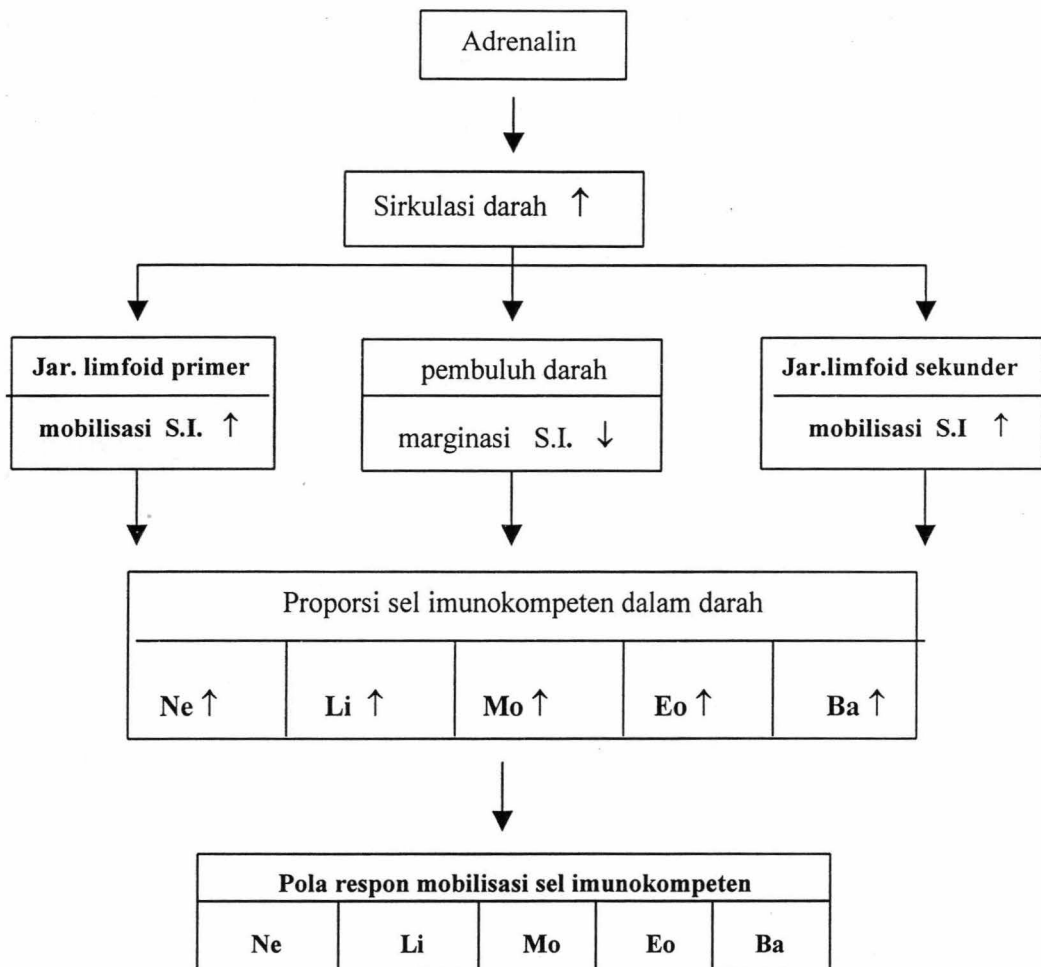 Adrenalin
Sirkulasi darah ↑
Jar. limfoid primer
mobilisasi S.I. ↑
pembuluh darah
marginasi S.I. ↓
Jar.limfoid sekunder
mobilisasi S.I ↑
Proporsi sel imunokompeten dalam darah
Ne ↑ Li ↑ Mo ↑ Eo ↑ Ba ↑
Pola respon mobilisasi sel imunokompeten
Ne Li Mo Eo Ba